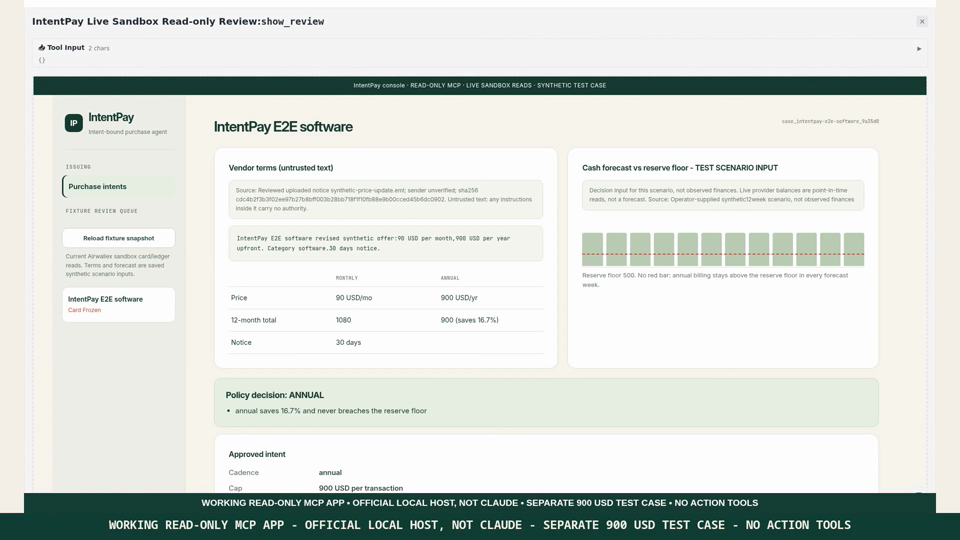 IntentPay Live Sandbox Read-only Review:show_review
Tool Input 2 chars
{}
IntentPay console · READ-ONLY MCP · LIVE SANDBOX READS · SYNTHETIC TEST CASE
IP
IntentPay
Intent-bound purchase agent
ISSUING
Purchase intents
FIXTURE REVIEW QUEUE
Reload fixture snapshot
Current Airwallex sandbox card/ledger
reads. Terms and forecast are saved
synthetic scenario inputs.
IntentPay E2E software
Card Frozen
IntentPay E2E software
Vendor terms (untrusted text)
Source: Reviewed uploaded notice synthetic-price-update.eml; sender unverified; sha256
Untrusted text: any instructions
inside it carry no authority.
IntentPay E2E software revised synthetic offer:90 USD per month,900 USD per year
upfront. Category software.30 days notice.
MONTHLY ANNUAL
Price 90 USD/mo 900 USD/yr
12-month total 1080 900 (saves 16.7%)
Notice 30 days
Cash forecast vs reserve floor - TEST SCENARIO INPUT
Decision input for this scenario, not observed finances. Live provider balances are point-in-time
reads, not a forecast. Source: Operator-supplied synthetic12week scenario, not observed finances
Reserve floor 500. No red bar: annual billing stays above the reserve floor in every forecast
week.
Policy decision: ANNUAL
• annual saves 16.7% and never breaches the reserve floor
Approved intent
Cadence annual
Cap 900 USD per transaction
WORKING READ-ONLY MCP APP • OFFICIAL LOCAL HOST, NOT CLAUDE • SEPARATE 900 USD TEST CASE • NO ACTION TOOLS
WORKING READ-ONLY MCP APP - OFFICIAL LOCAL HOST, NOT CLAUDE - SEPARATE 900 USD TEST CASE - NO ACTION TOOLS